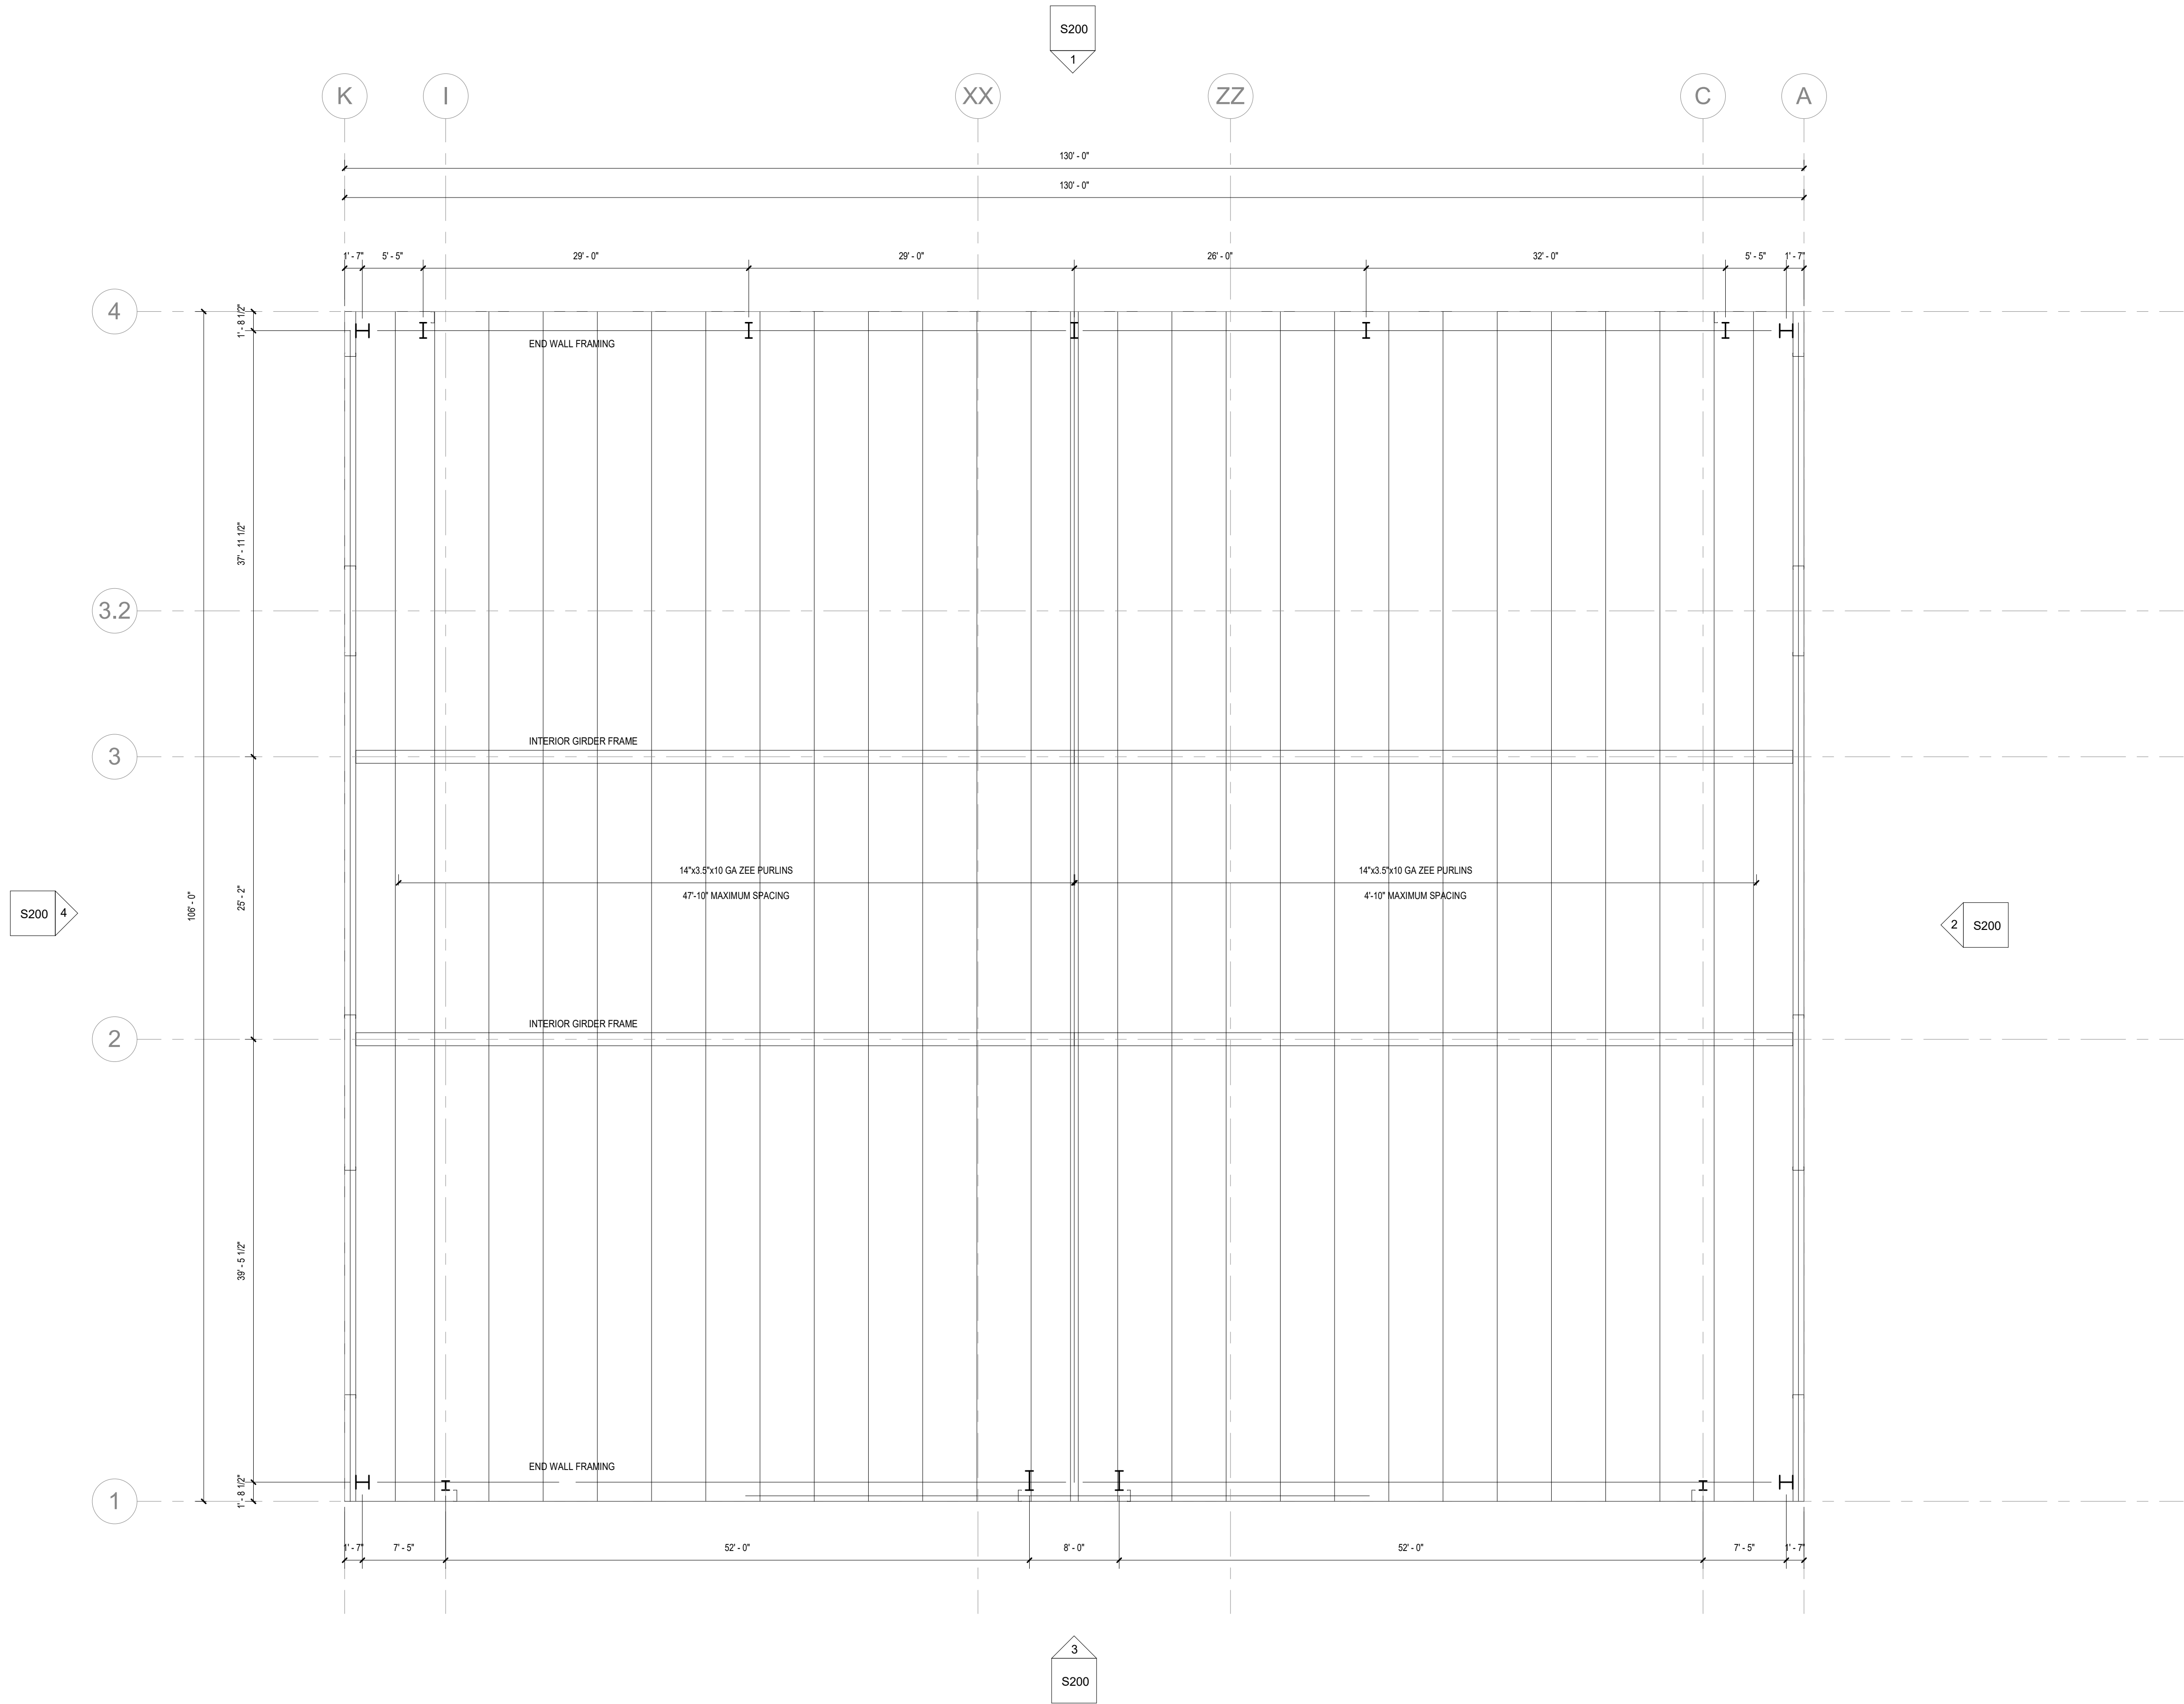 S200
1
K
I
XX
ZZ
C
A
130' - 0"
130' - 0"
1' - 7"
5' - 5"
29' - 0"
29' - 0"
26' - 0"
32' - 0"
5' - 5"
1' - 7"
4
1' - 8 1/2"
END WALL FRAMING
37' - 11 1/2"
3.2
INTERIOR GIRDER FRAME
3
14"x3.5"x10 GA ZEE PURLINS
47'-10" MAXIMUM SPACING
14"x3.5"x10 GA ZEE PURLINS
4'-10" MAXIMUM SPACING
S200
4
106' - 0"
25' - 2"
2
S200
INTERIOR GIRDER FRAME
2
39' - 5 1/2"
END WALL FRAMING
1' - 8 1/2"
1
1' - 7"
7' - 5"
52' - 0"
8' - 0"
52' - 0"
7' - 5"
1' - 7"
3
S200